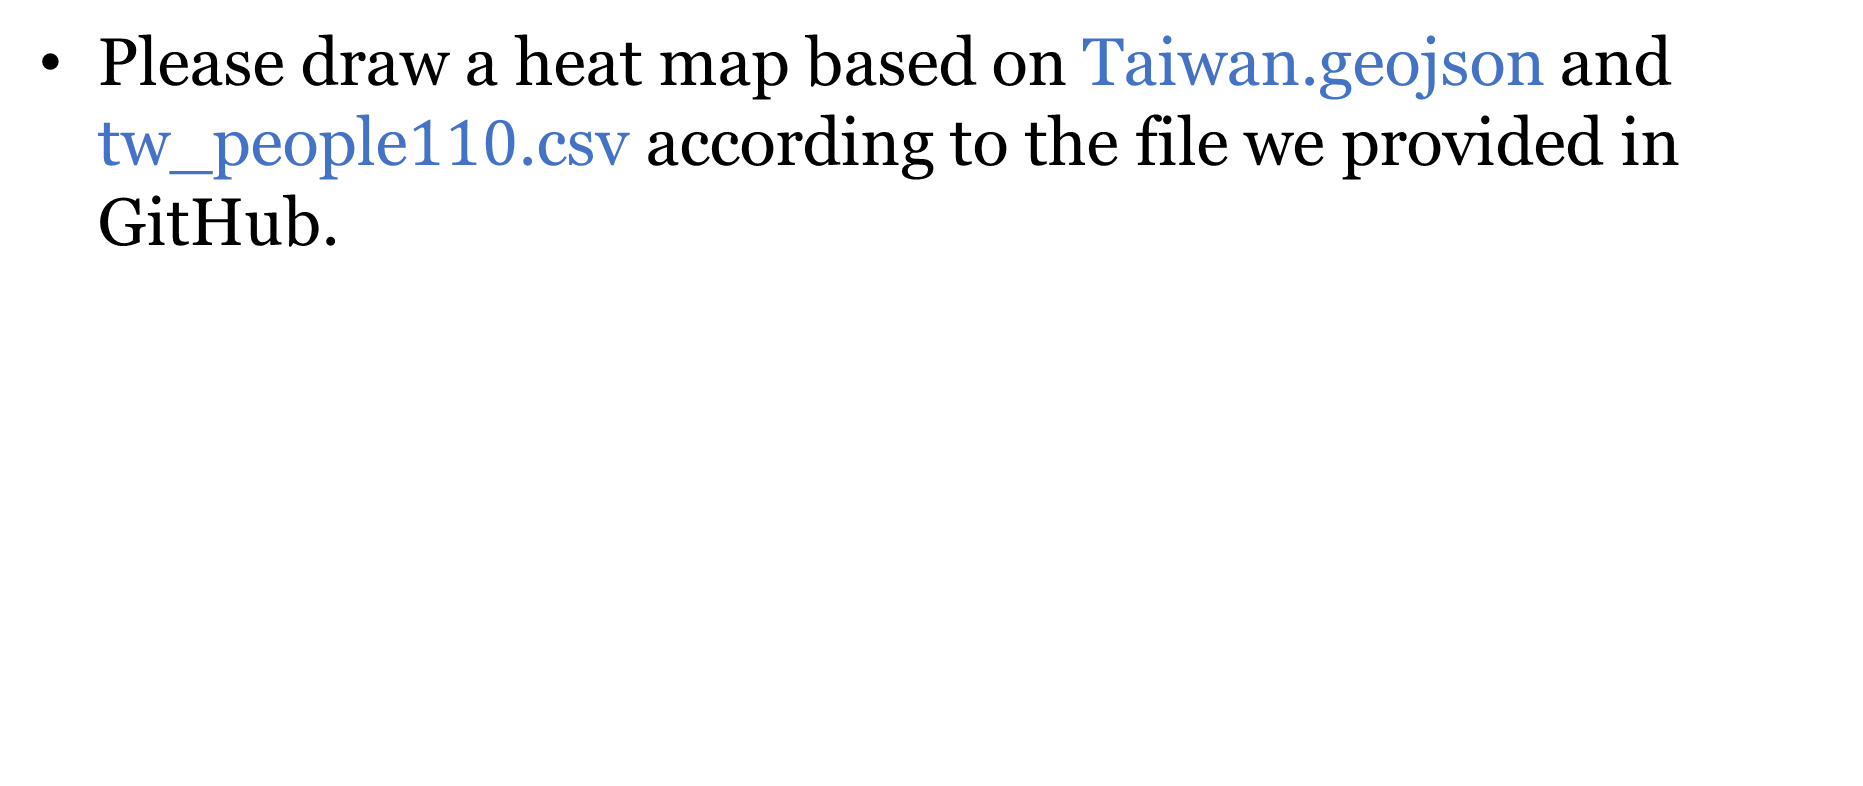 • Please draw a heat map based on Taiwan.geojson and
tw_people110.csv according to the file we provided in
GitHub.